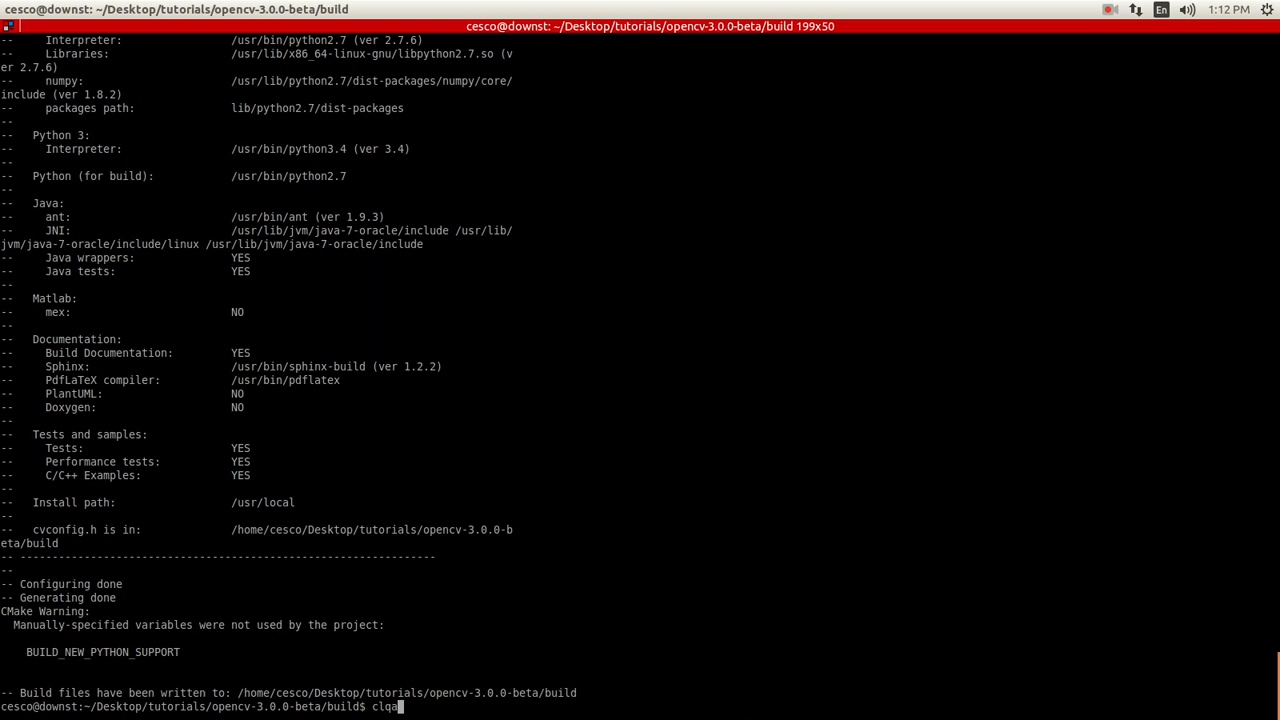 cesco@downst: ~/Desktop/tutorials/opencv-3.0.0-beta/build
En
1:12 PM
cesco@downst: ~/Desktop/tutorials/opencv-3.0.0-beta/build 199x50
--     Interpreter:                 /usr/bin/python2.7 (ver 2.7.6)
--     Libraries:                   /usr/lib/x86_64-linux-gnu/libpython2.7.so (v
er 2.7.6)
--     numpy:                       /usr/lib/python2.7/dist-packages/numpy/core/
include (ver 1.8.2)
--     packages path:               lib/python2.7/dist-packages
--
--   Python 3:
--     Interpreter:                 /usr/bin/python3.4 (ver 3.4)
--
--   Python (for build):            /usr/bin/python2.7
--
--   Java:
--     ant:                         /usr/bin/ant (ver 1.9.3)
--     JNI:                         /usr/lib/jvm/java-7-oracle/include /usr/lib/
jvm/java-7-oracle/include/linux /usr/lib/jvm/java-7-oracle/include
--     Java wrappers:               YES
--     Java tests:                  YES
--
--   Matlab:
--     mex:                         NO
--
--   Documentation:
--     Build Documentation:         YES
--     Sphinx:                      /usr/bin/sphinx-build (ver 1.2.2)
--     PdfLaTeX compiler:           /usr/bin/pdflatex
--     PlantUML:                    NO
--     Doxygen:                     NO
--
--   Tests and samples:
--     Tests:                       YES
--     Performance tests:           YES
--     C/C++ Examples:              YES
--
--   Install path:                  /usr/local
--
--   cvconfig.h is in:              /home/cesco/Desktop/tutorials/opencv-3.0.0-b
eta/build
-- -----------------------------------------------------------------
--
-- Configuring done
-- Generating done
CMake Warning:
  Manually-specified variables were not used by the project:
    BUILD_NEW_PYTHON_SUPPORT
-- Build files have been written to: /home/cesco/Desktop/tutorials/opencv-3.0.0-beta/build
cesco@downst:~/Desktop/tutorials/opencv-3.0.0-beta/build$ clqa